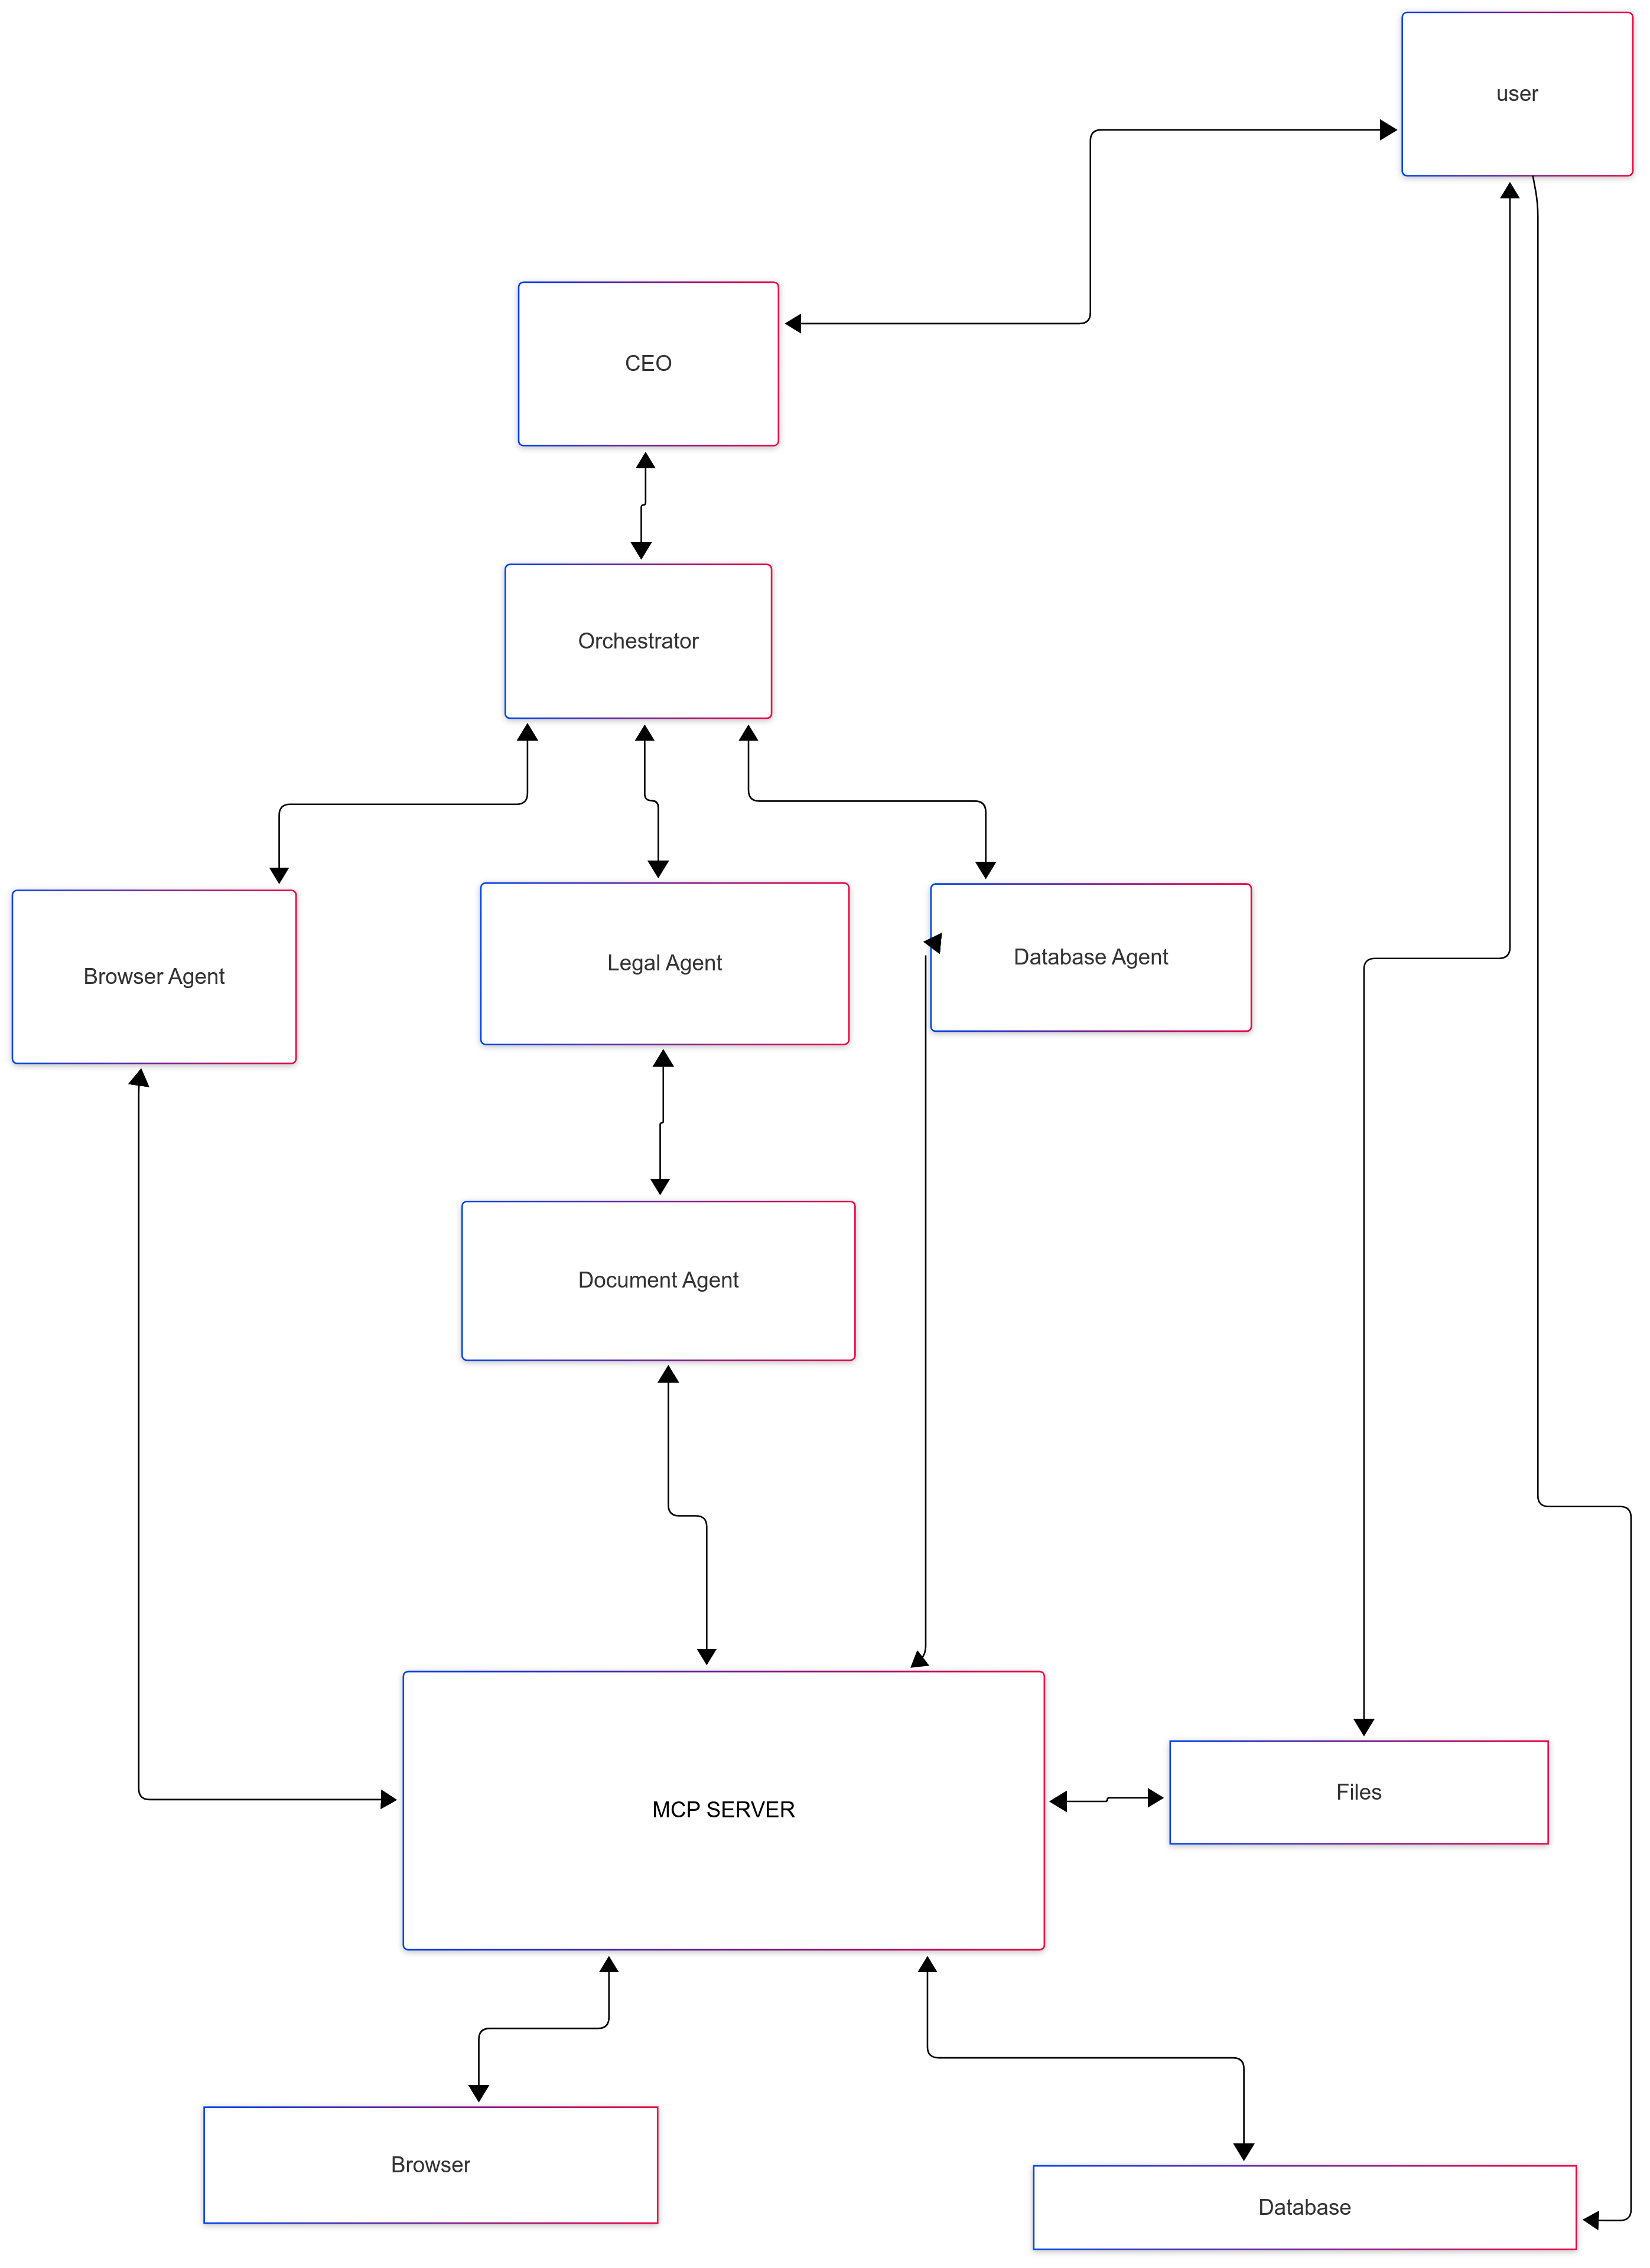 user
CEO
Orchestrator
Browser Agent
Legal Agent
Database Agent
Document Agent
MCP SERVER
Files
Browser
Database